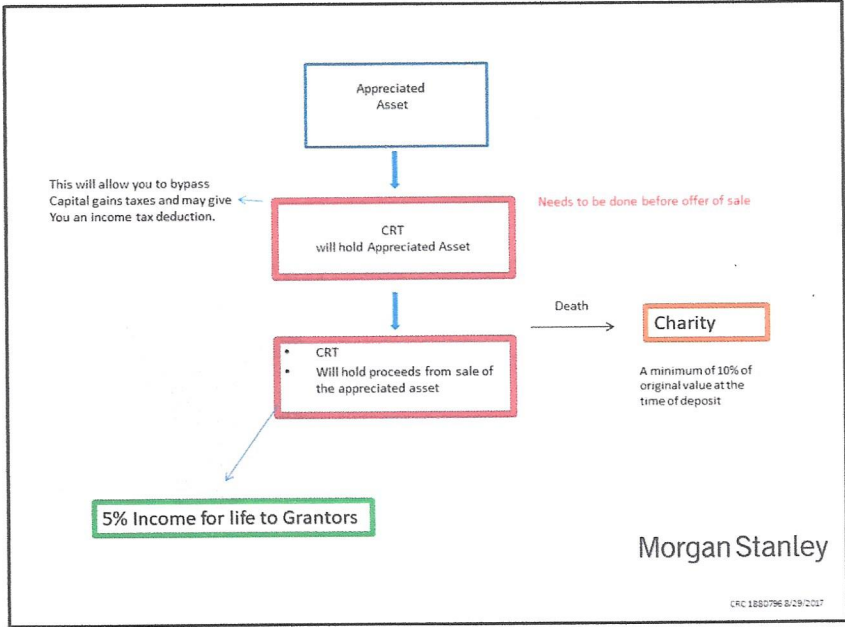 Appreciated
Asset
This will allow you to bypass
Capital gains taxes and may give
You an income tax deduction.
Needs to be done before offer of sale
CRT
will hold Appreciated Asset
Death
Charity
• CRT
• Will hold proceeds from sale of
the appreciated asset
A minimum of 10% of
original value at the
time of deposit
5% Income for life to Grantors
Morgan Stanley
CRC 1880796 8/29/2017